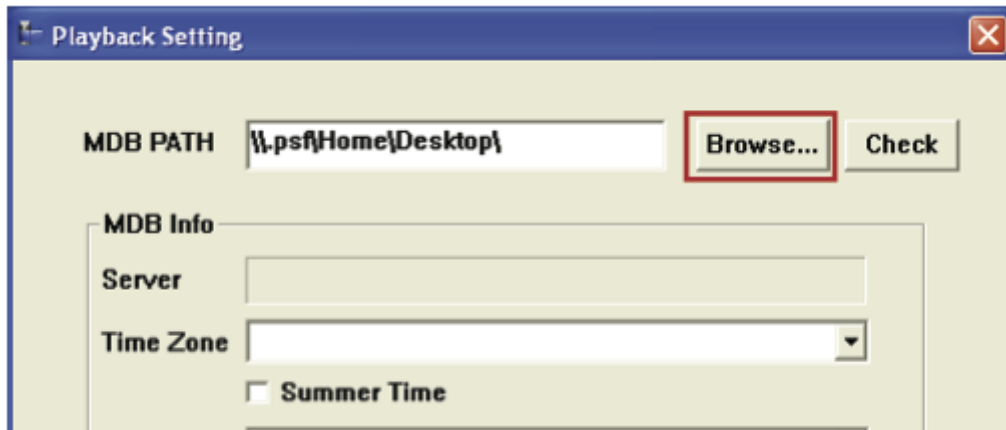 Playback Setting
MDB PATH \\.psf\Home\Desktop\ Browse... Check
MDB Info
Server
Time Zone
Summer Time